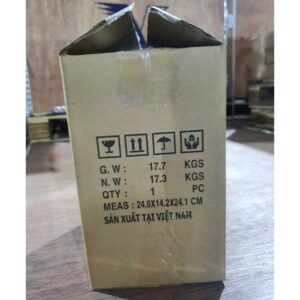 G. W : 17.7 KGS
N. W : 17.3 KGS
QTY : 1 PC
MEAS : 24.9X14.2X24.1 CM
SẢN XUẤT TẠI VIỆT NAM